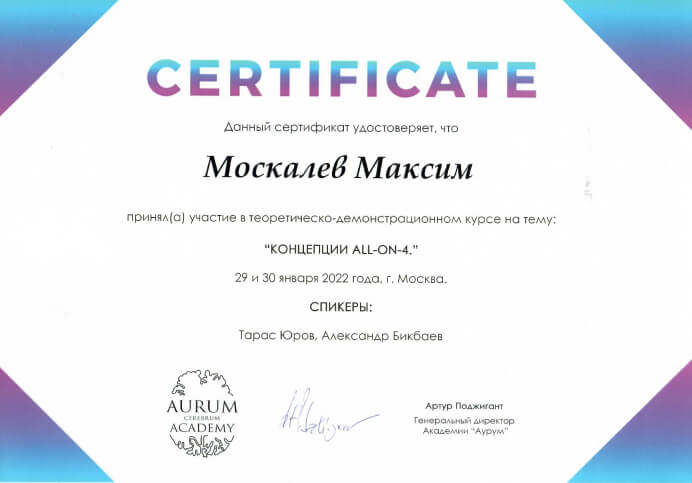 CERTIFICATE
Данный сертификат удостоверяет, что
Москалев Максим
принял(а) участие в теоретическо-демонстрационном курсе на тему:
“КОНЦЕПЦИИ ALL-ON-4.”
29 и 30 января 2022 года, г. Москва.
СПИКЕРЫ:
Тарас Юров, Александр Бикбаев
AURUM
CEREBRUM
ACADEMY
Артур Поджигант
Генеральный директор
Академии “Аурум”